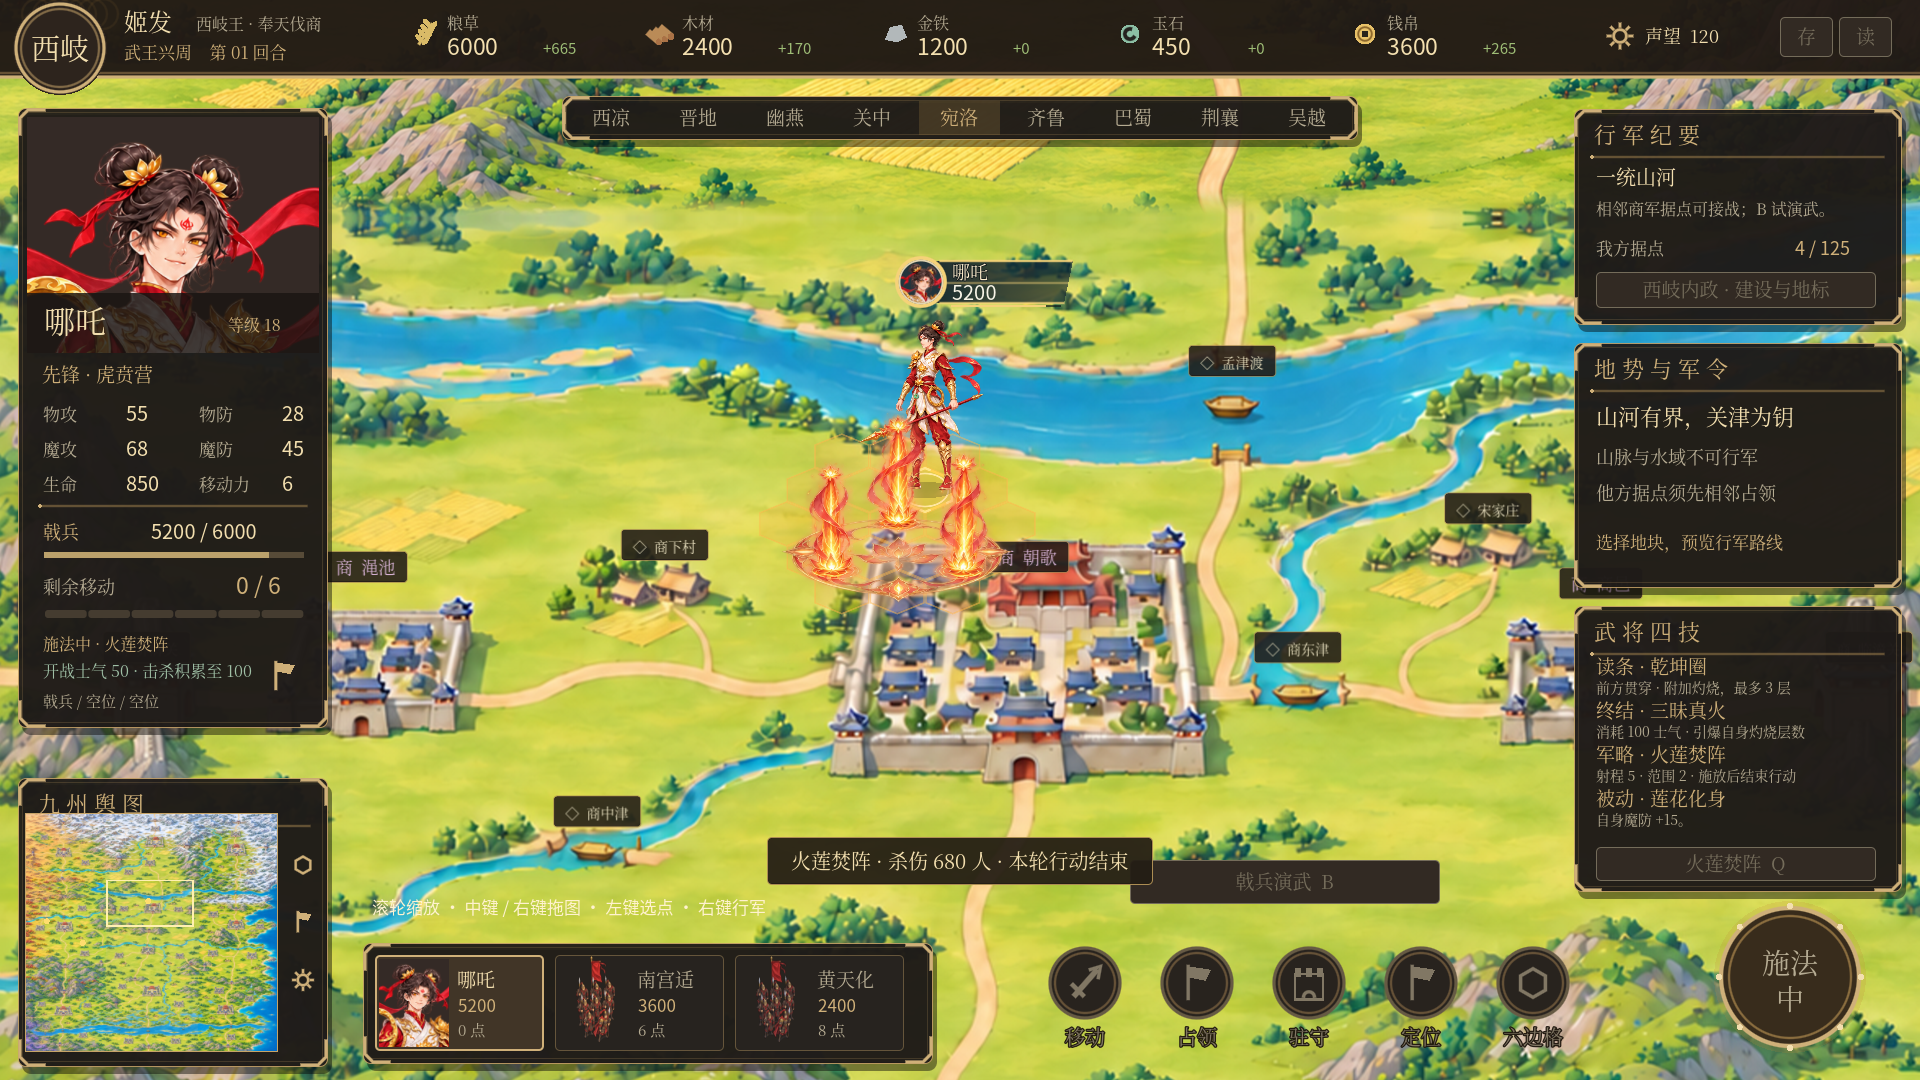 西岐
姬发 西岐王 · 奉天伐商
武王兴周 第 01 回合
粮草 6000 +665
木材 2400 +170
金铁 1200 +0
玉石 450 +0
钱帛 3600 +265
声望 120
存 读
西凉 晋地 幽燕 关中 宛洛 齐鲁 巴蜀 荆襄 吴越
哪吒 等级 18
先锋 · 虎贲营
物攻 55 物防 28
魔攻 68 魔防 45
生命 850 移动力 6
戟兵 5200 / 6000
剩余移动 0 / 6
施法中 · 火莲焚阵
开战士气 50 · 击杀积累至 100
戟兵 / 空位 / 空位
九州舆图
哪吒
5200
孟津渡
宋家庄
商下村
商 渑池
商 朝歌
商东津
商中津
行军纪要
一统山河
相邻商军据点可接战；B 试演武。
我方据点 4 / 125
西岐内政 · 建设与地标
地势与军令
山河有界，关津为钥
山脉与水域不可行军
他方据点须先相邻占领
选择地块，预览行军路线
武将四技
读条 · 乾坤圈
前方贯穿 · 附加灼烧，最多 3 层
终结 · 三昧真火
消耗 100 士气 · 引爆自身灼烧层数
军略 · 火莲焚阵
射程 5 · 范围 2 · 施放后结束行动
被动 · 莲花化身
自身魔防 +15。
火莲焚阵 Q
火莲焚阵 · 杀伤 680 人 · 本轮行动结束
戟兵演武 B
滚轮缩放 · 中键 / 右键拖图 · 左键选点 · 右键行军
哪吒 5200 0 点
南宫适 3600 6 点
黄天化 2400 8 点
移动 占领 驻守 定位 六边格
施法中